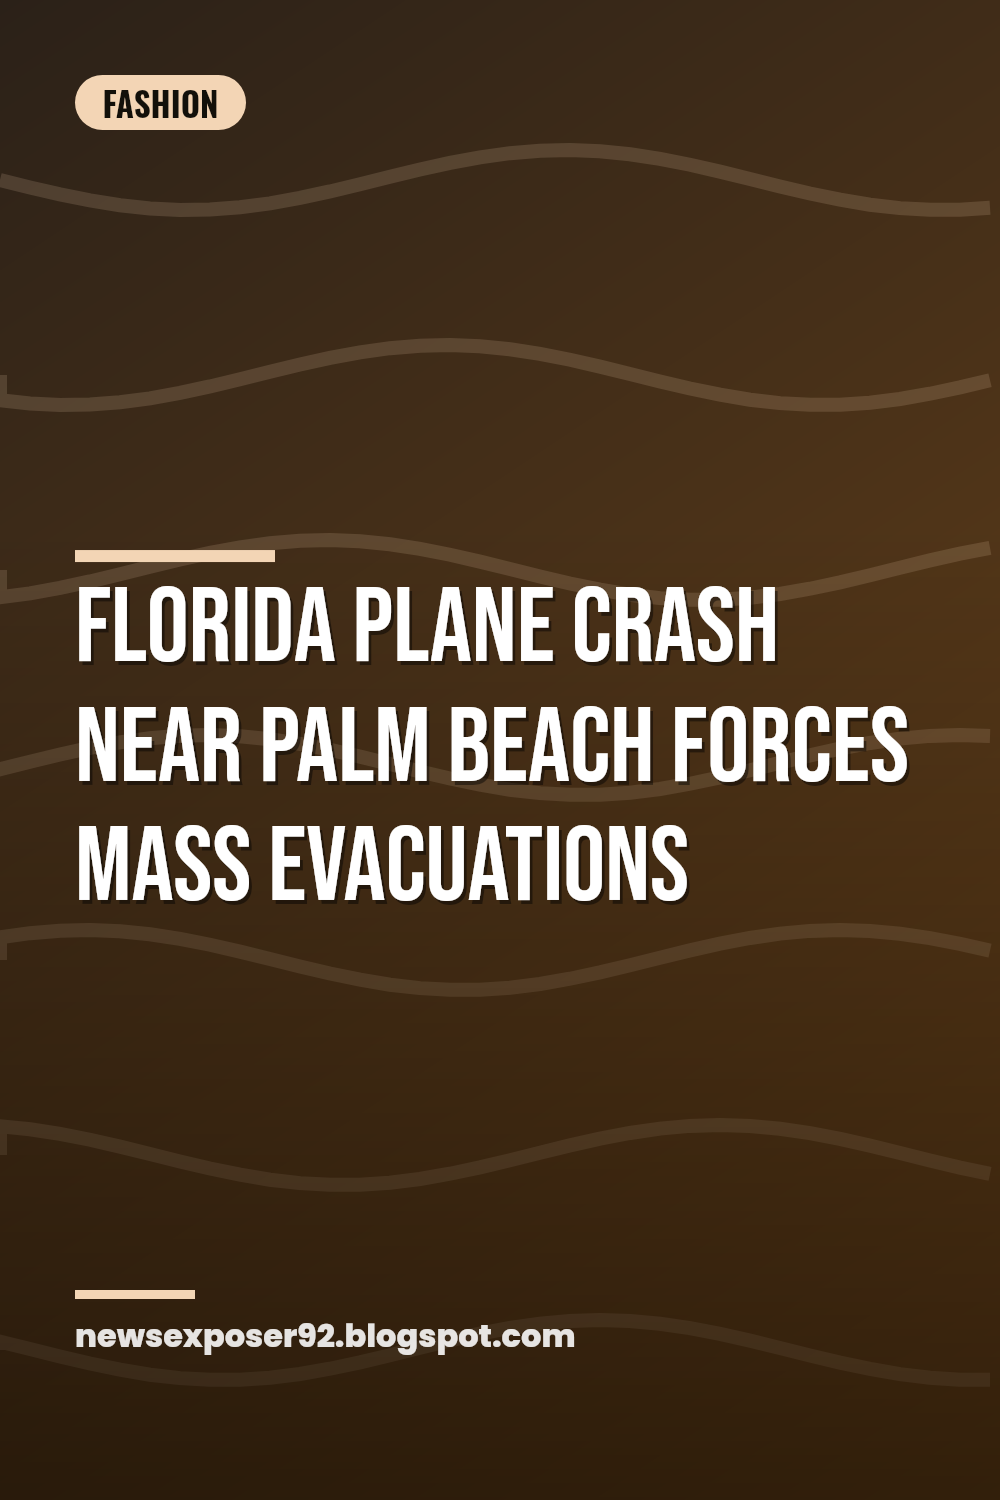 FASHION
FLORIDA PLANE CRASH
NEAR PALM BEACH FORCES
MASS EVACUATIONS
newsexposer92.blogspot.com